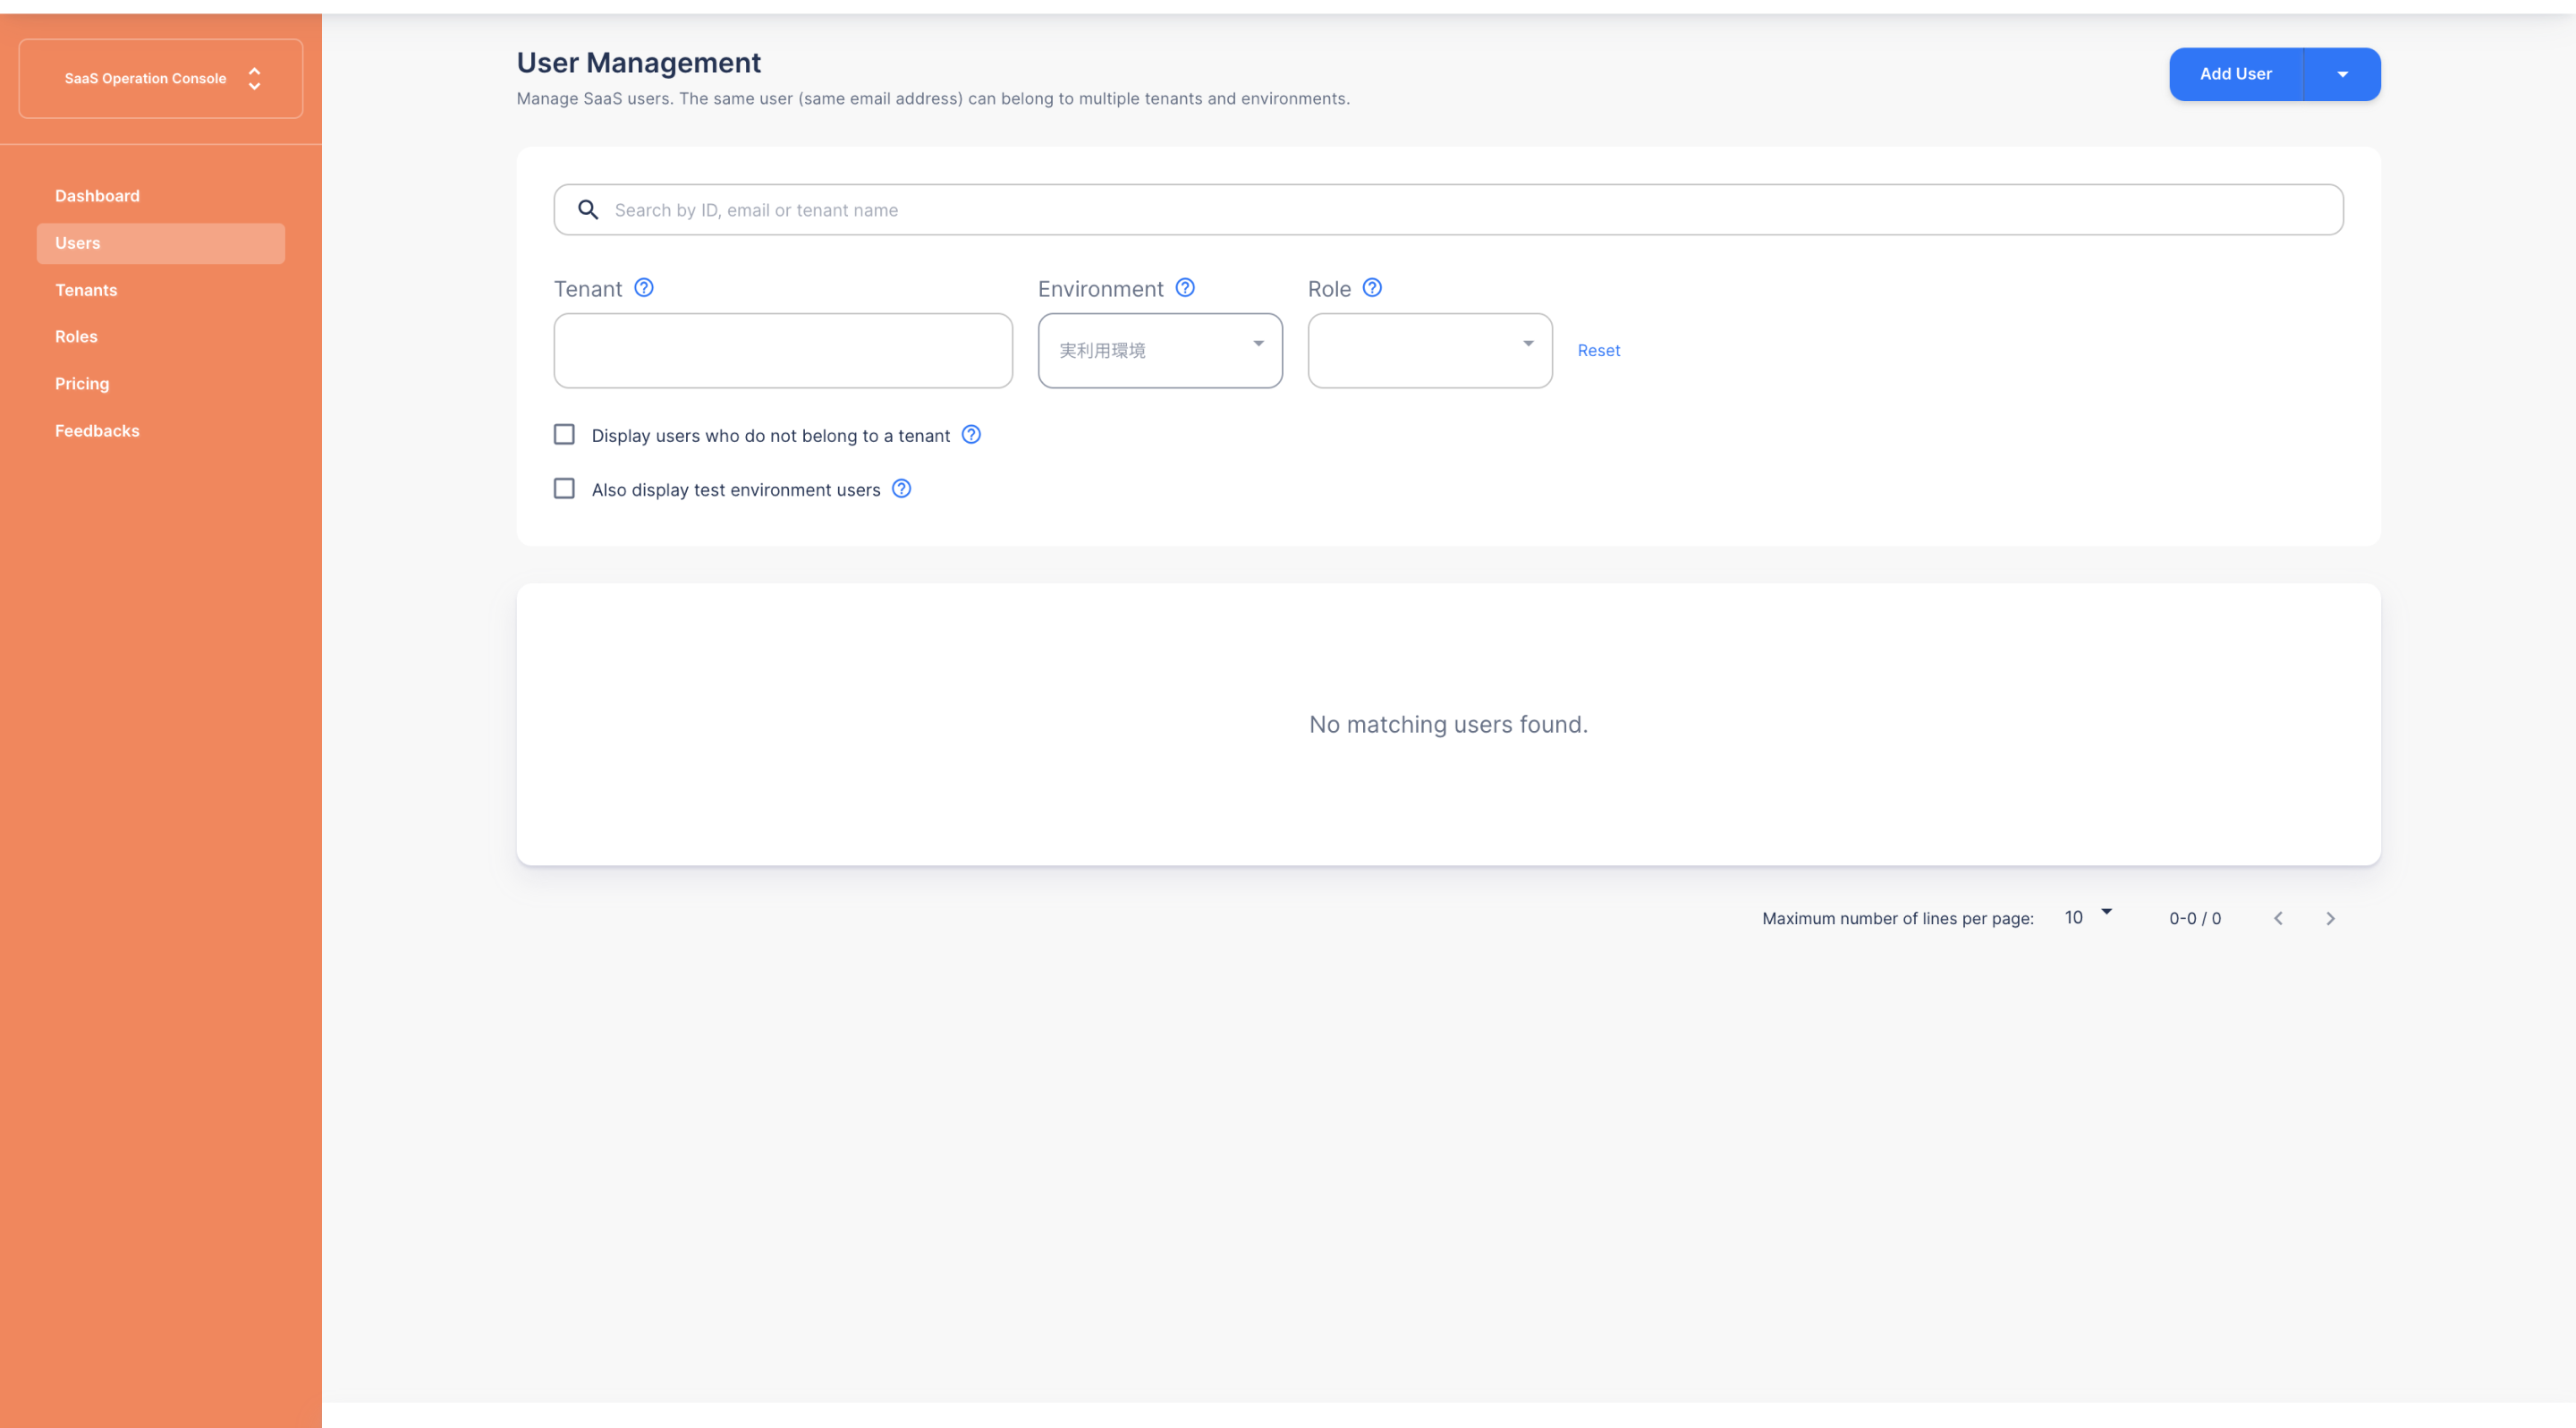 SaaS Operation Console
Dashboard
Users
Tenants
Roles
Pricing
Feedbacks
User Management
Manage SaaS users. The same user (same email address) can belong to multiple tenants and environments.
Add User
Search by ID, email or tenant name
Tenant
Environment
Role
実利用環境
Reset
Display users who do not belong to a tenant
Also display test environment users
No matching users found.
Maximum number of lines per page: 10 0-0 / 0